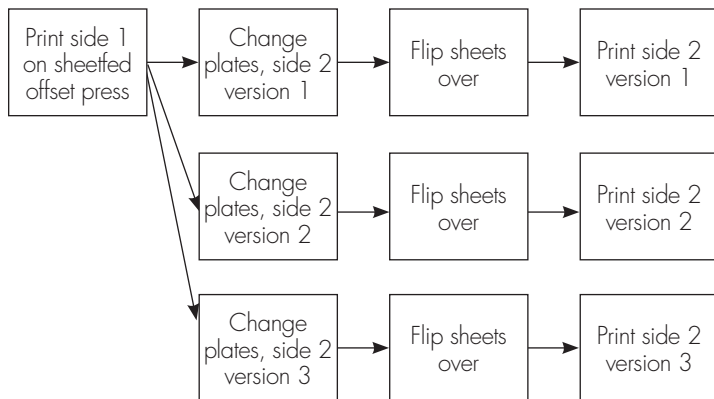 Print side 1
on sheetfed
offset press
Change
plates, side 2
version 1
Flip sheets
over
Print side 2
version 1
Change
plates, side 2
version 2
Flip sheets
over
Print side 2
version 2
Change
plates, side 2
version 3
Flip sheets
over
Print side 2
version 3